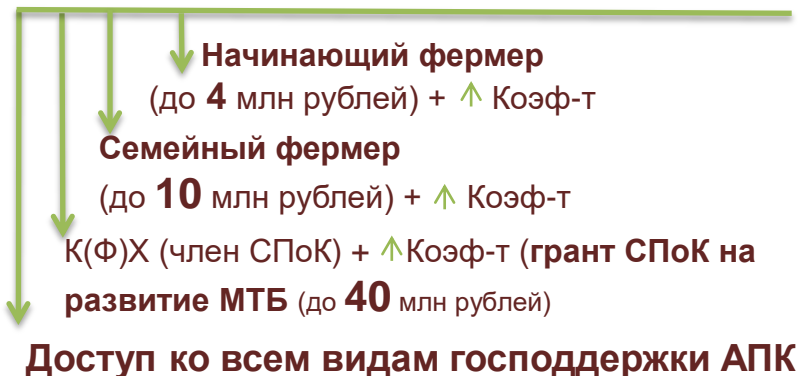 Начинающий фермер
(до 4 млн рублей) + ↑ Коэф-т
Семейный фермер
(до 10 млн рублей) + ↑ Коэф-т
К(Ф)Х (член СПоК) + ↑Коэф-т (грант СПоК на
развитие МТБ (до 40 млн рублей)
Доступ ко всем видам господдержки АПК